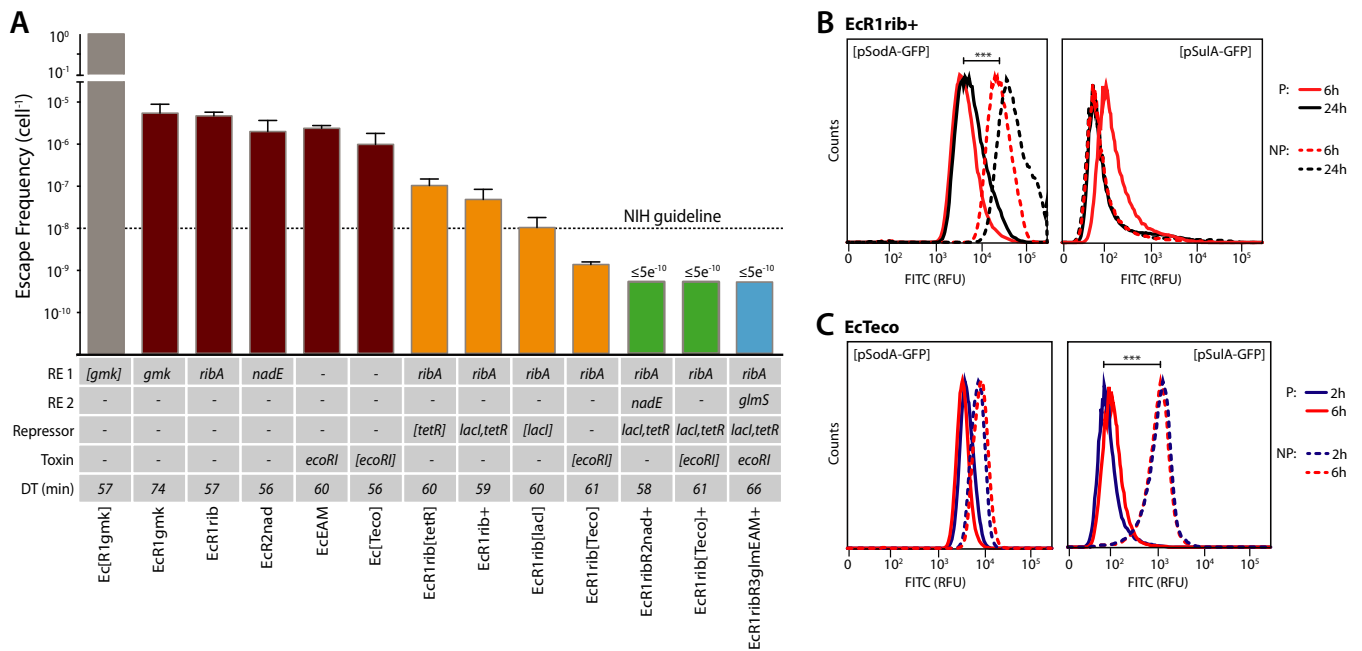 A
Escape Frequency (cell-1)
10^0
10^-1
10^-5
10^-6
10^-7
10^-8
10^-9
10^-10
NIH guideline
≤5e^-10 ≤5e^-10 ≤5e^-10
RE 1 [gmk] gmk ribA nadE - - ribA ribA ribA ribA ribA ribA ribA
RE 2 - - - - - - - - - - nadE - glmS
Repressor - - - - - - [tetR] lacI,tetR [lacI] - lacI,tetR lacI,tetR lacI,tetR
Toxin - - - - ecoRI [ecoRI] - - - [ecoRI] - [ecoRI] ecoRI
DT (min) 57 74 57 56 60 56 60 59 60 61 58 61 66
Ec[R1gmk]
EcR1gmk
EcR1rib
EcR2nad
EcEAM
Ec[Teco]
EcR1rib[tetR]
EcR1rib+
EcR1rib[lacI]
EcR1rib[Teco]
EcR1ribR2nad+
EcR1rib[Teco]+
EcR1ribR3glmEAM+
B EcR1rib+
[pSodA-GFP]
***
Counts
0 10^2 10^3 10^4 10^5
FITC (RFU)
[pSulA-GFP]
0 10^2 10^3 10^4 10^5
FITC (RFU)
P: 6h
24h
NP: 6h
24h
C EcTeco
[pSodA-GFP]
Counts
0 10^2 10^3 10^4 10^5
FITC (RFU)
[pSulA-GFP]
***
0 10^2 10^3 10^4 10^5
FITC (RFU)
P: 2h
6h
NP: 2h
6h